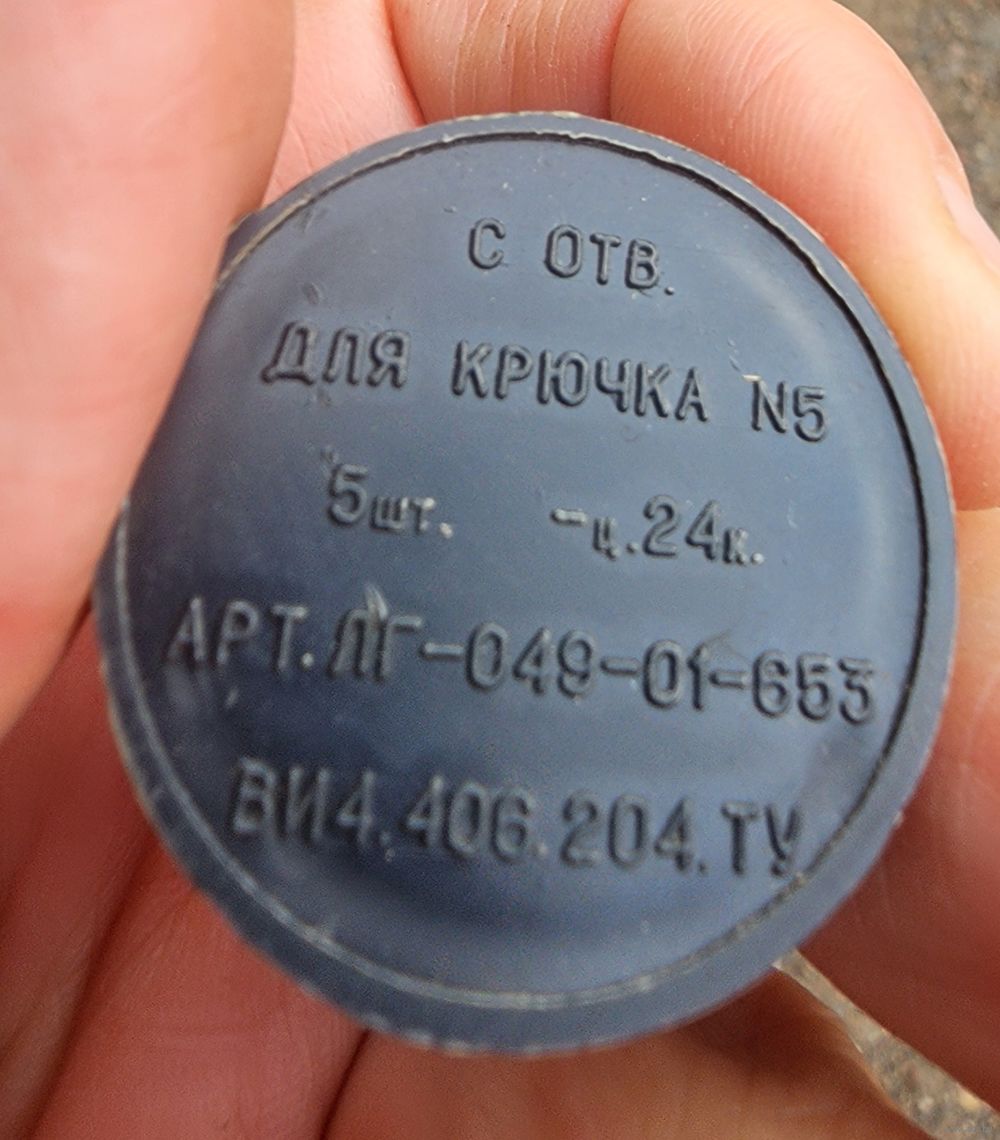 С ОТВ.
ДЛЯ КРЮЧКА N5
5шт. -ц.24к.
АРТ. ЛГ-049-01-653
ВИ4.406.204.ТУ